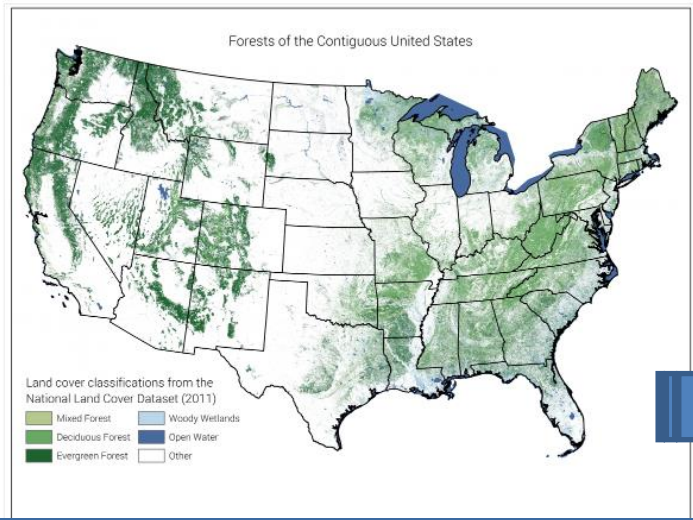 Forests of the Contiguous United States
Land cover classifications from the
National Land Cover Dataset (2011)
Mixed Forest
Woody Wetlands
Deciduous Forest
Open Water
Evergreen Forest
Other